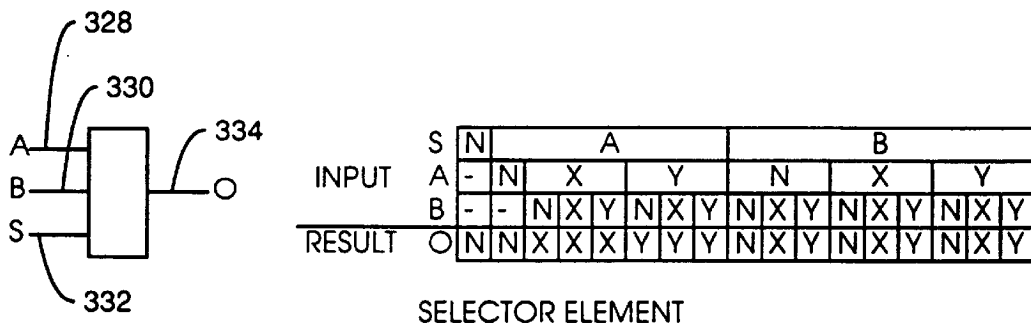 328
330
A
334
B
O
S
332
S N A B
INPUT A - N X Y N X Y
B - - N X Y N X Y N X Y N X Y N X Y
RESULT O N N X X X Y Y Y N X Y N X Y N X Y
SELECTOR ELEMENT